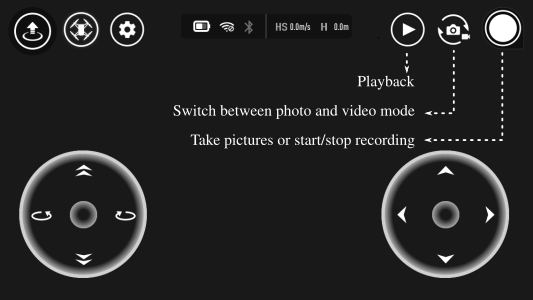 HS 0.0m/s H 0.0m
Playback
Switch between photo and video mode
Take pictures or start/stop recording